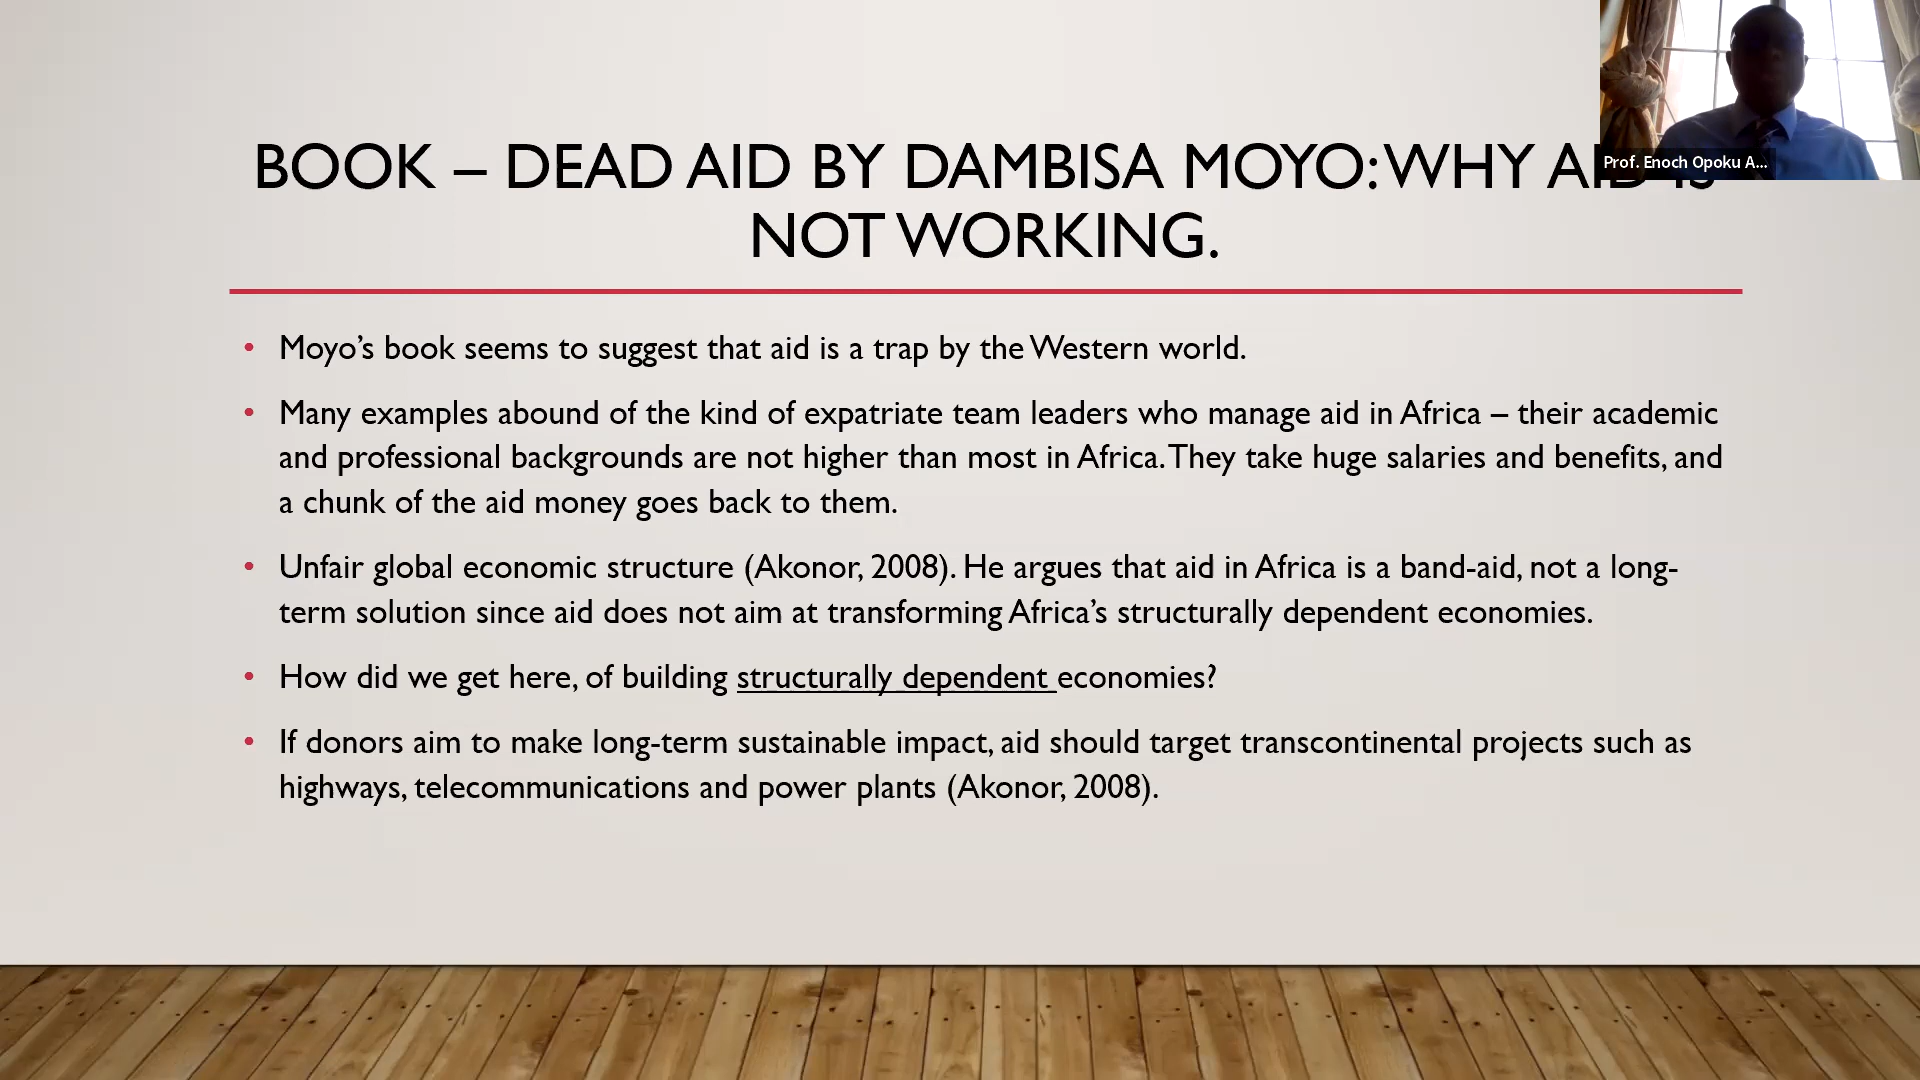 BOOK – DEAD AID BY DAMBISA MOYO: WHY AID IS
NOT WORKING.
Prof. Enoch Opoku A...
• Moyo’s book seems to suggest that aid is a trap by the Western world.
• Many examples abound of the kind of expatriate team leaders who manage aid in Africa – their academic
and professional backgrounds are not higher than most in Africa. They take huge salaries and benefits, and
a chunk of the aid money goes back to them.
• Unfair global economic structure (Akonor, 2008). He argues that aid in Africa is a band-aid, not a long-
term solution since aid does not aim at transforming Africa’s structurally dependent economies.
• How did we get here, of building structurally dependent economies?
• If donors aim to make long-term sustainable impact, aid should target transcontinental projects such as
highways, telecommunications and power plants (Akonor, 2008).